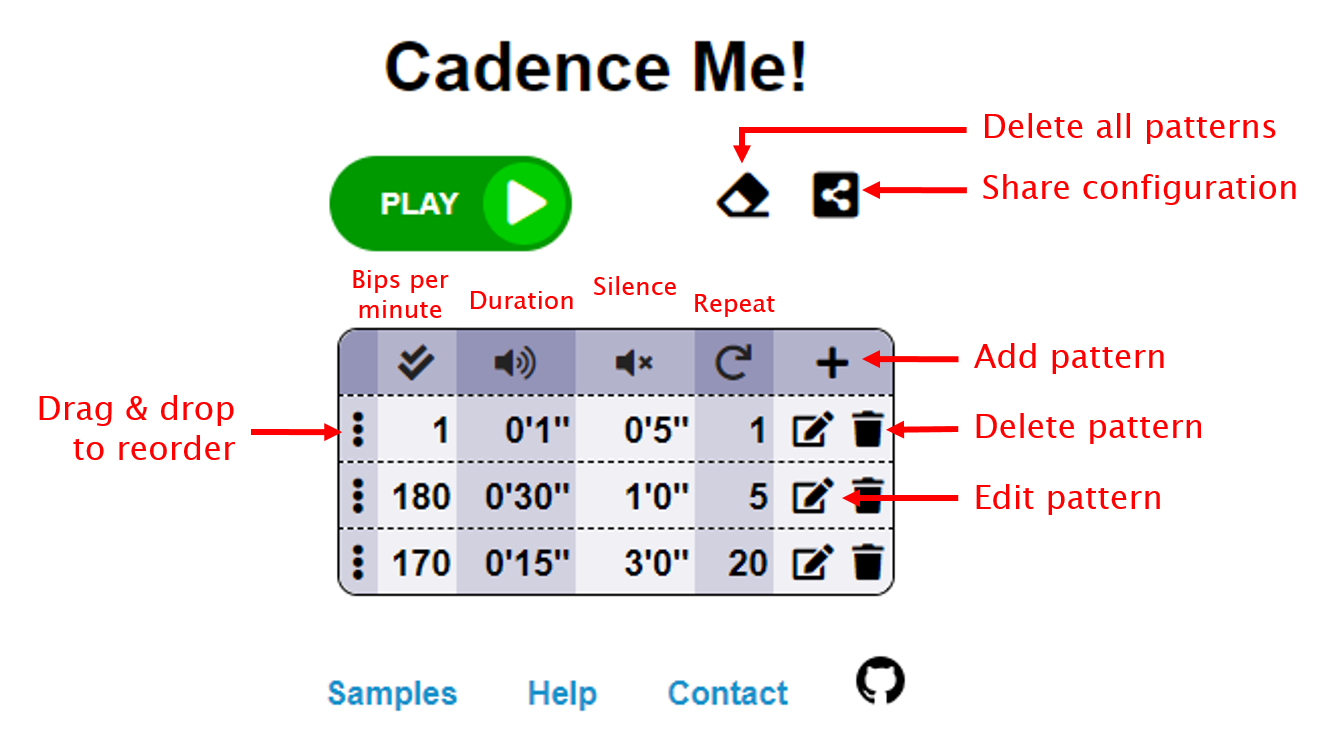 Cadence Me!
Delete all patterns
Share configuration
PLAY
Bips per
minute
Duration
Silence
Repeat
Add pattern
Drag & drop
to reorder
1 0'1" 0'5" 1
Delete pattern
180 0'30" 1'0" 5
Edit pattern
170 0'15" 3'0" 20
Samples Help Contact